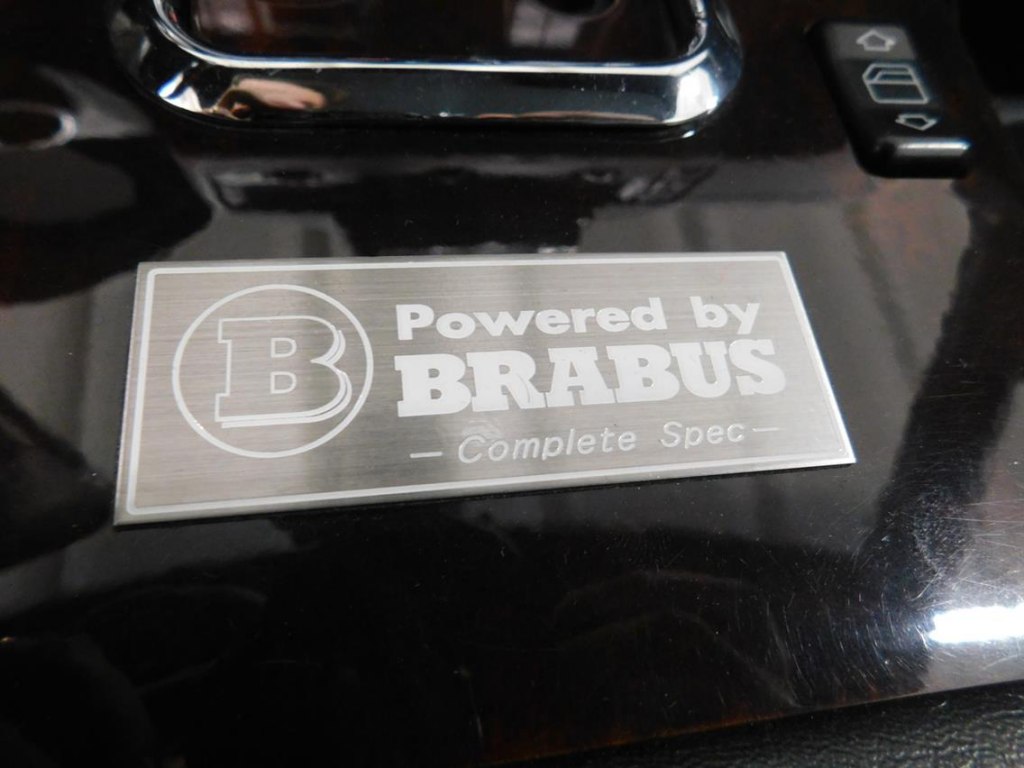 B
Powered by
BRABUS
— Complete Spec —